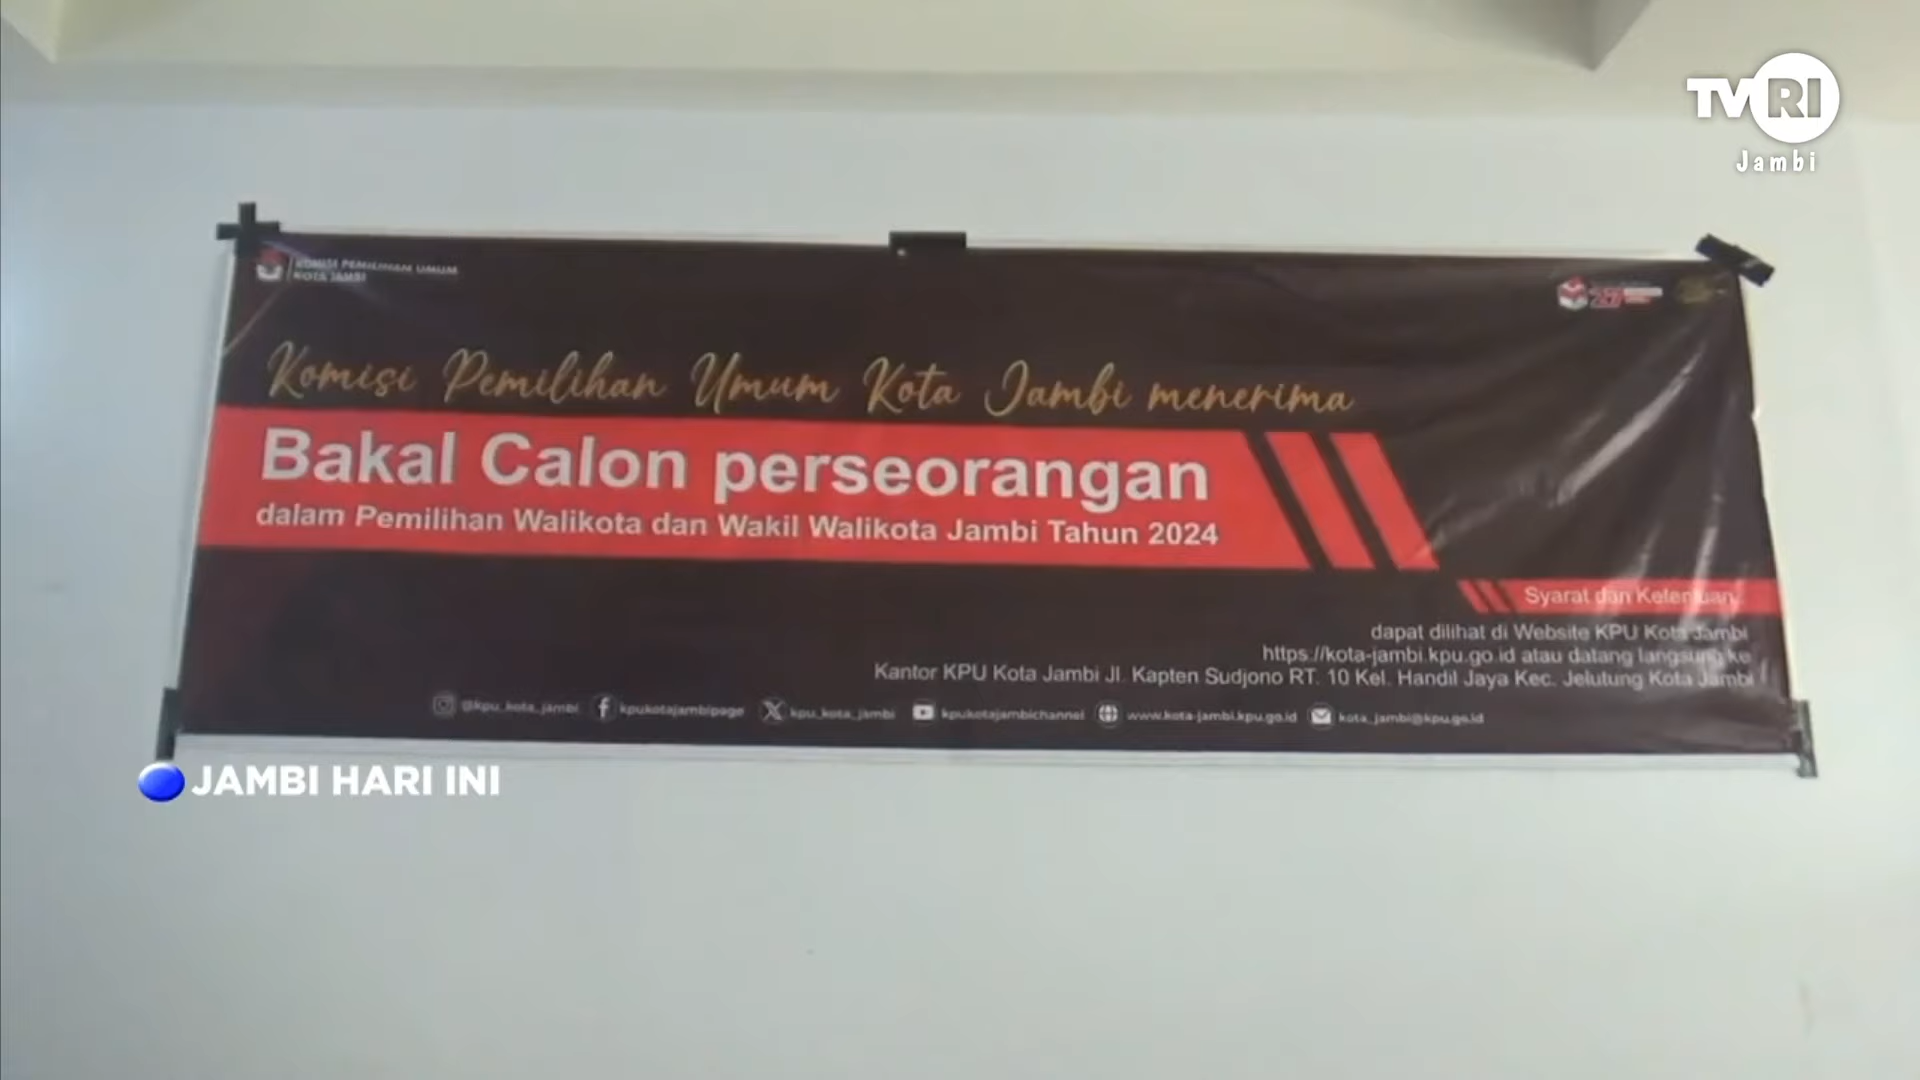 TVRI
Jambi
KOMISI PEMILIHAN UMUM
KOTA JAMBI
Komisi Pemilihan Umum Kota Jambi menerima
Bakal Calon perseorangan
dalam Pemilihan Walikota dan Wakil Walikota Jambi Tahun 2024
Syarat dan Ketentuan
dapat dilihat di Website KPU Kota Jambi
https://kota-jambi.kpu.go.id atau datang langsung ke
Kantor KPU Kota Jambi Jl. Kapten Sudjono RT. 10 Kel. Handil Jaya Kec. Jelutung Kota Jambi
@kpu_kota_jambi kpukotajambipage kpu_kota_jambi kpukotajambichannel www.kota-jambi.kpu.go.id kota_jambi@kpu.go.id
JAMBI HARI INI